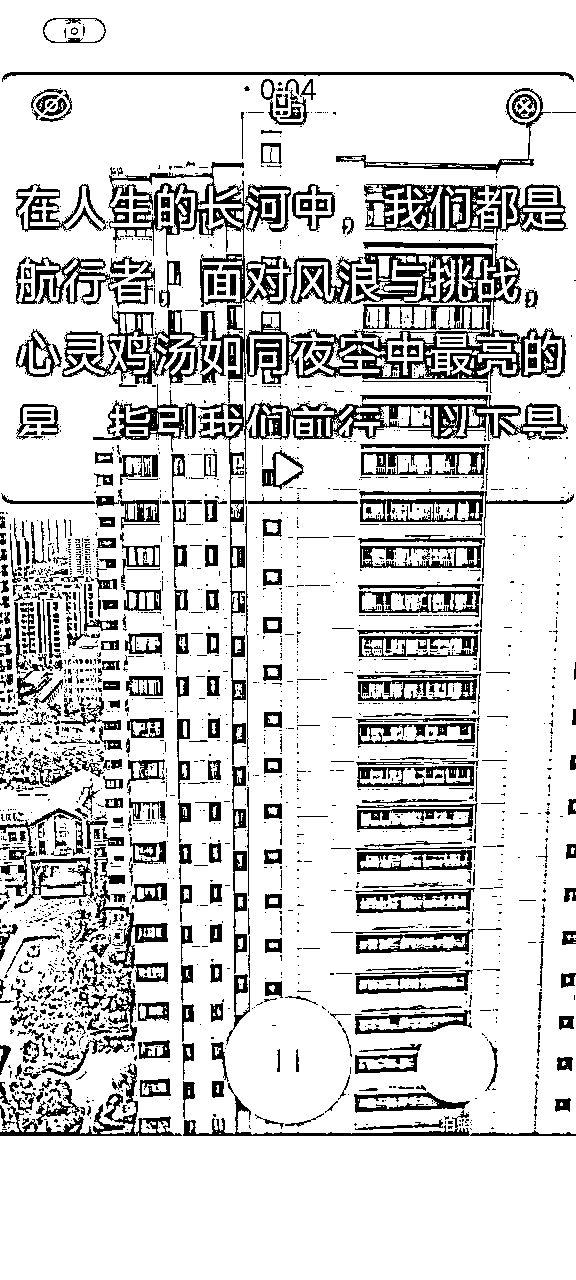 0:04
在人生的长河中，我们都是
航行者。面对风浪与挑战，
心灵鸡汤如同夜空中最亮的
星 指引我们前行 以下是
拍照